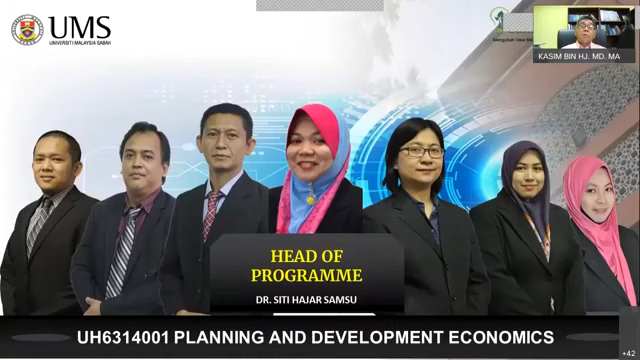 UMS
UNIVERSITI MALAYSIA SABAH
KASIM BIN HJ. MD. MA
HEAD OF
PROGRAMME
DR. SITI HAJAR SAMSU
UH6314001 PLANNING AND DEVELOPMENT ECONOMICS
+42